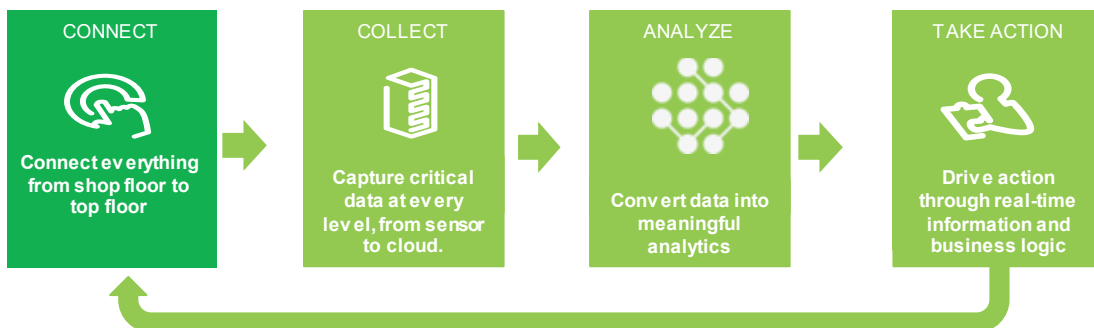 CONNECT
Connect everything
from shop floor to
top floor
COLLECT
Capture critical
data at every
level, from sensor
to cloud.
ANALYZE
Convert data into
meaningful
analytics
TAKE ACTION
Drive action
through real-time
information and
business logic